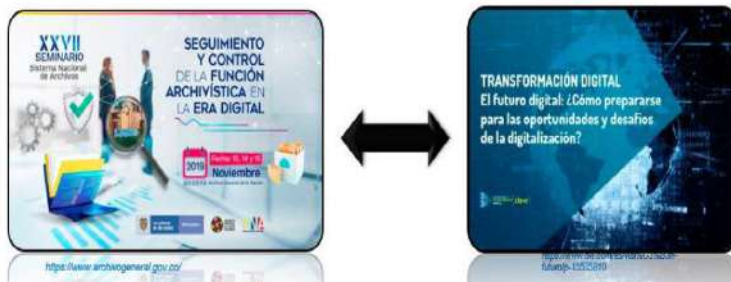 XXVII
SEMINARIO
Sistema Nacional
de Archivos
SEGUIMIENTO
Y CONTROL
DE LA FUNCIÓN
ARCHIVÍSTICA EN
LA ERA DIGITAL
2019
Noviembre
TRANSFORMACIÓN DIGITAL
El futuro digital: ¿Cómo prepararse
para las oportunidades y desafíos
de la digitalización?
https://www.archivogeneral.gov.co/